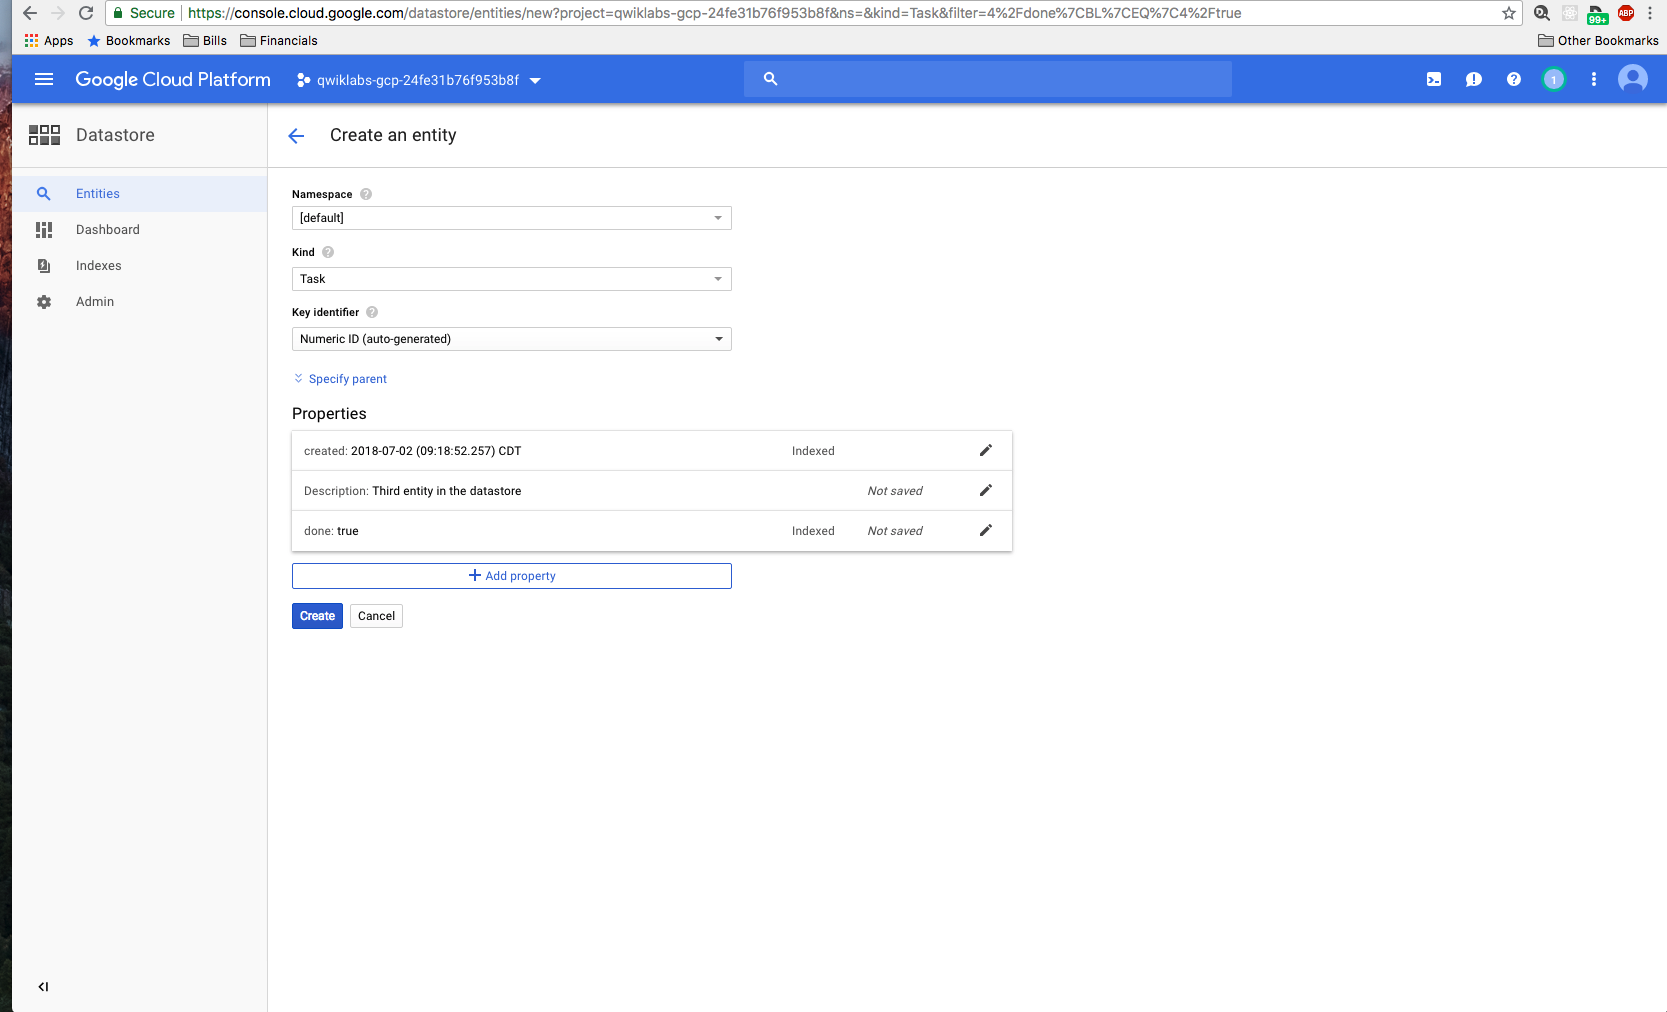 Secure https://console.cloud.google.com/datastore/entities/new?project=qwiklabs-gcp-24fe31b76f953b8f&ns=&kind=Task&filter=4%2Fdone%7CBL%7CEQ%7C4%2Ftrue 99+ ABP
Apps Bookmarks Bills Financials Other Bookmarks
Google Cloud Platform qwiklabs-gcp-24fe31b76f953b8f 1
Datastore
Create an entity
Entities
Dashboard
Indexes
Admin
Namespace
[default]
Kind
Task
Key identifier
Numeric ID (auto-generated)
Specify parent
Properties
created: 2018-07-02 (09:18:52.257) CDT Indexed
Description: Third entity in the datastore Not saved
done: true Indexed Not saved
Add property
Create Cancel